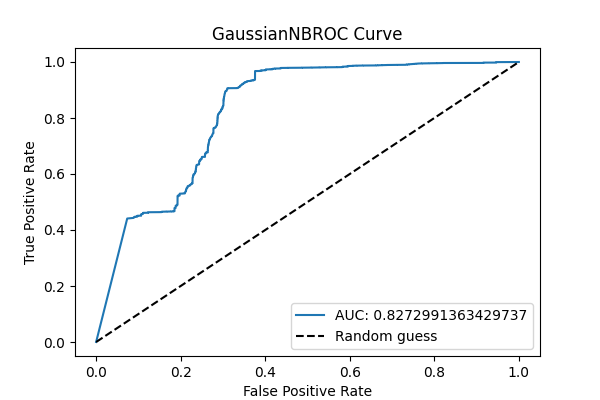 GaussianNBROC Curve
True Positive Rate
1.0
0.8
0.6
0.4
0.2
0.0
AUC: 0.8272991363429737
Random guess
0.0 0.2 0.4 0.6 0.8 1.0
False Positive Rate